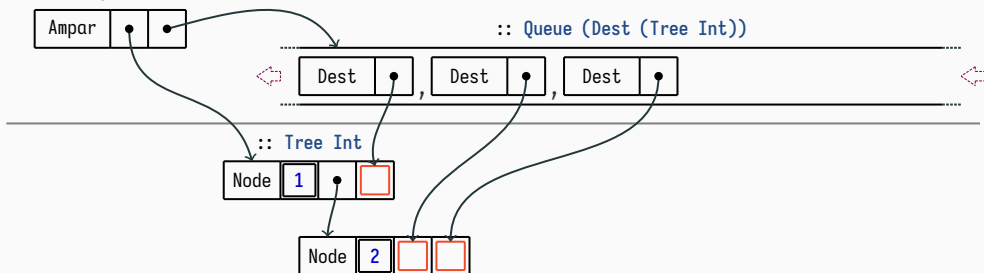 Ampar
:: Queue (Dest (Tree Int))
Dest , Dest , Dest
:: Tree Int
Node 1
Node 2